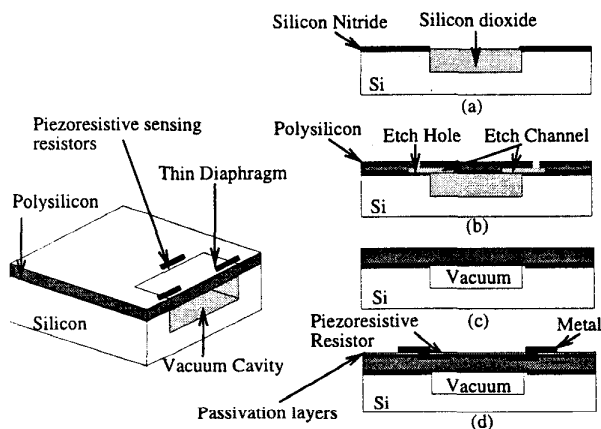 Silicon Nitride
Silicon dioxide
Si
(a)
Piezoresistive sensing
resistors
Thin Diaphragm
Polysilicon
Silicon
Vacuum Cavity
Polysilicon
Etch Hole
Etch Channel
Si
(b)
Vacuum
Si
(c)
Piezoresistive
Resistor
Metal
Vacuum
Passivation layers
Si
(d)